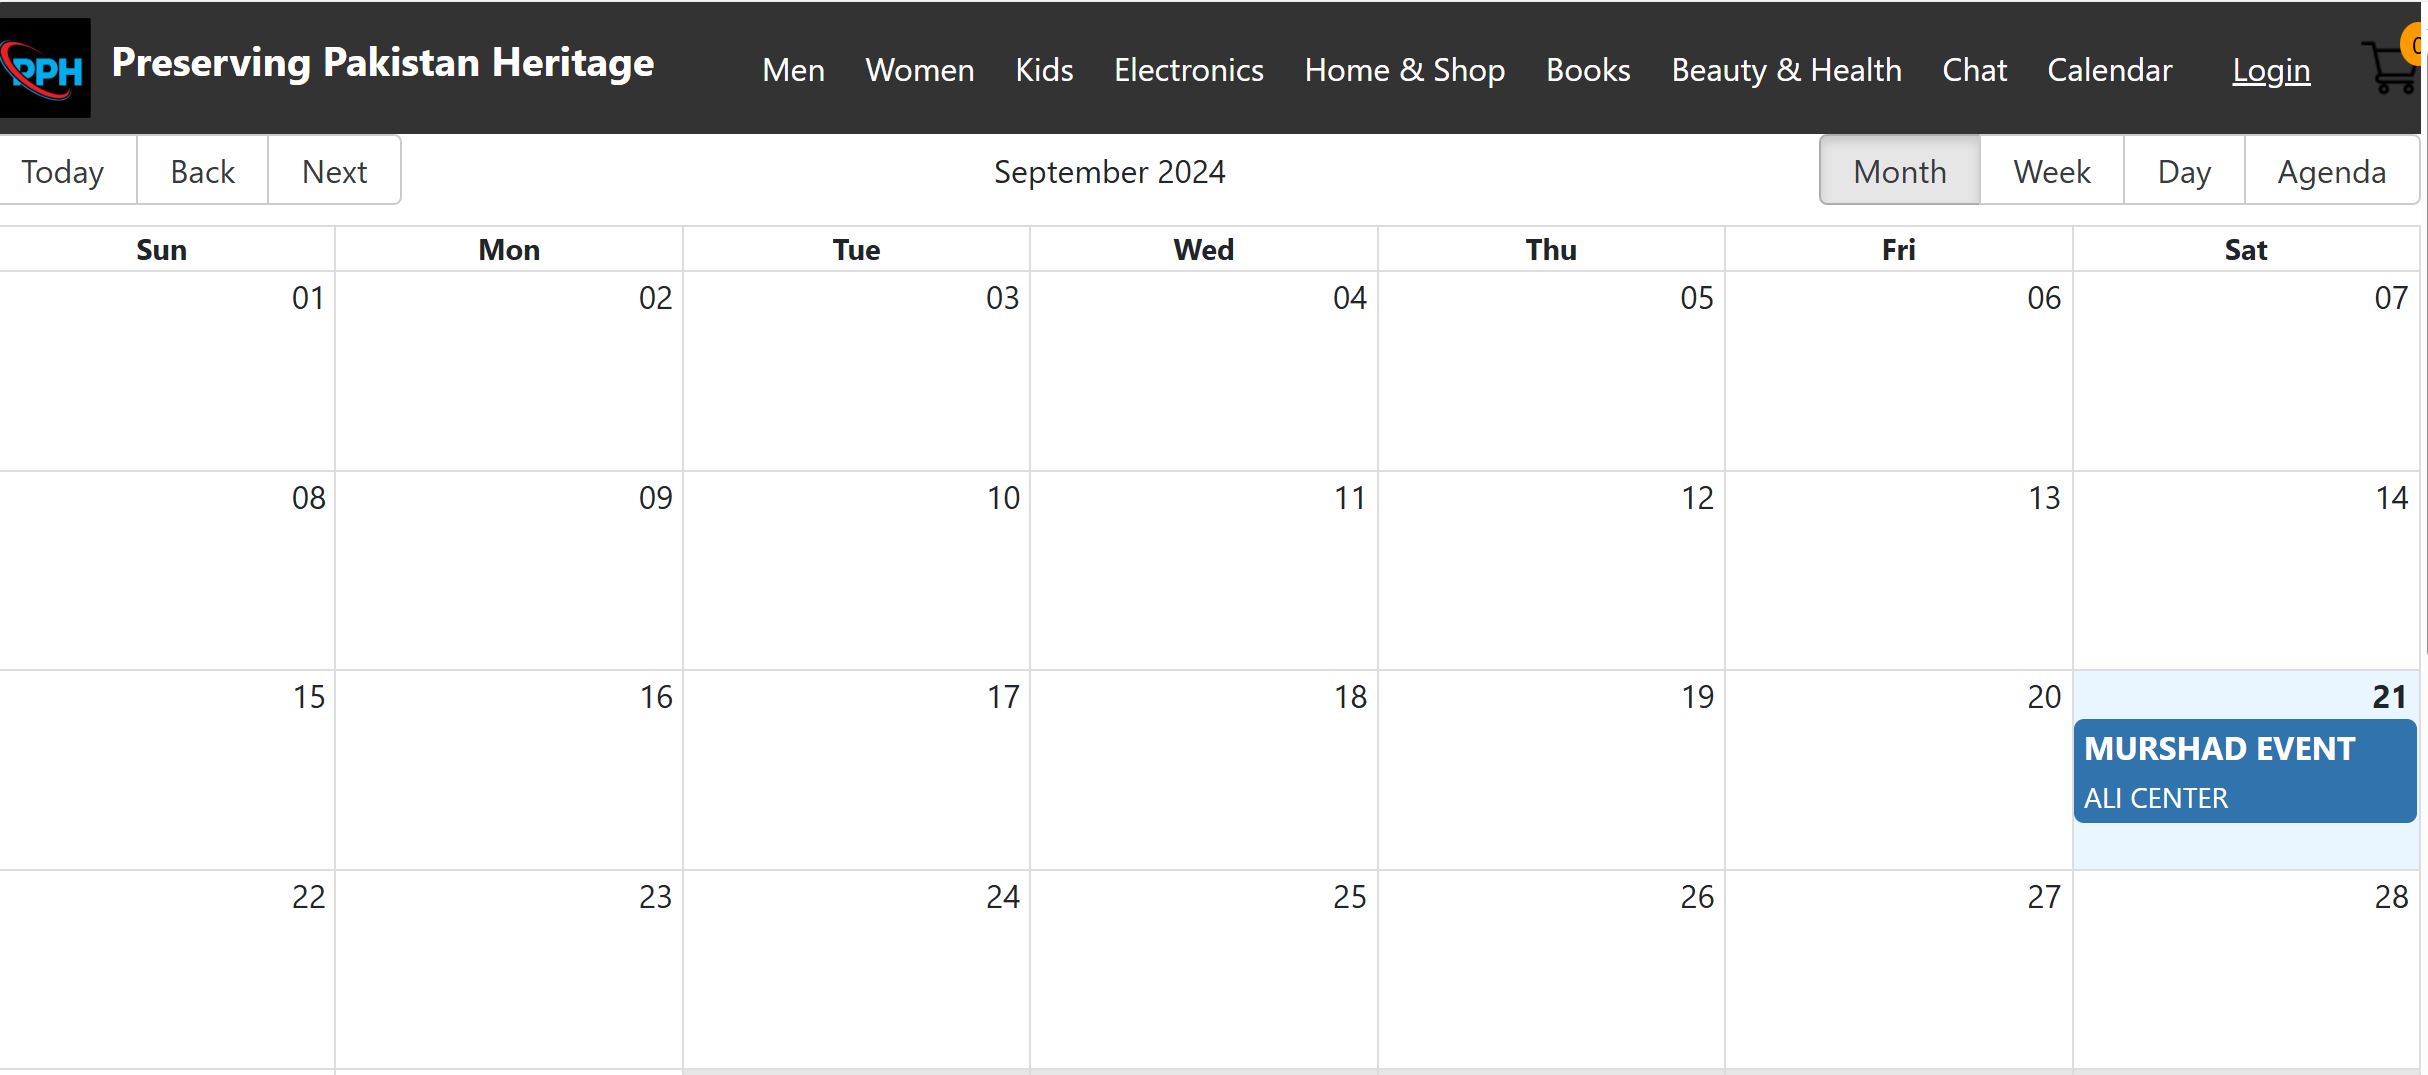 PPH Preserving Pakistan Heritage Men Women Kids Electronics Home & Shop Books Beauty & Health Chat Calendar Login 0
Today Back Next September 2024 Month Week Day Agenda
Sun Mon Tue Wed Thu Fri Sat
01 02 03 04 05 06 07
08 09 10 11 12 13 14
15 16 17 18 19 20 21
MURSHAD EVENT
ALI CENTER
22 23 24 25 26 27 28